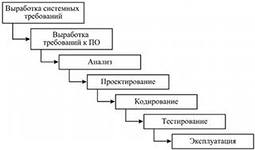 Выработка системных
требований
Выработка
требований к ПО
Анализ
Проектирование
Кодирование
Тестирование
Эксплуатация